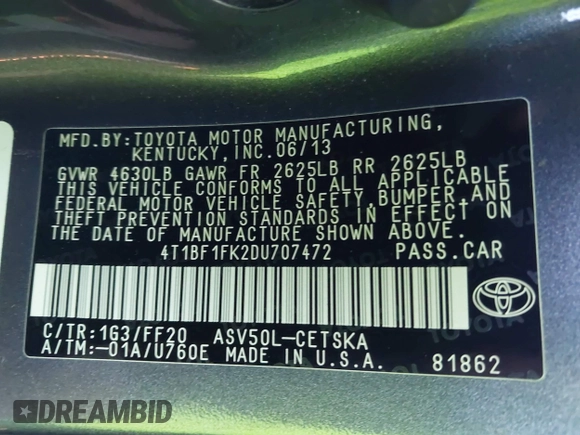 MFD.BY:TOYOTA MOTOR MANUFACTURING,
KENTUCKY, INC. 06/13
GVWR 4630LB GAWR FR 2625LB RR 2625LB
THIS VEHICLE CONFORMS TO ALL APPLICABLE
FEDERAL MOTOR VEHICLE SAFETY, BUMPER, AND
THEFT PREVENTION STANDARDS IN EFFECT ON
THE DATE OF MANUFACTURE SHOWN ABOVE.
4T1BF1FK2DU707472 PASS.CAR
C/TR:1G3/FF20 ASV50L-CETSKA
A/TM:-01A/U760E MADE IN U.S.A. 81862
TOYOTA
DREAMBID